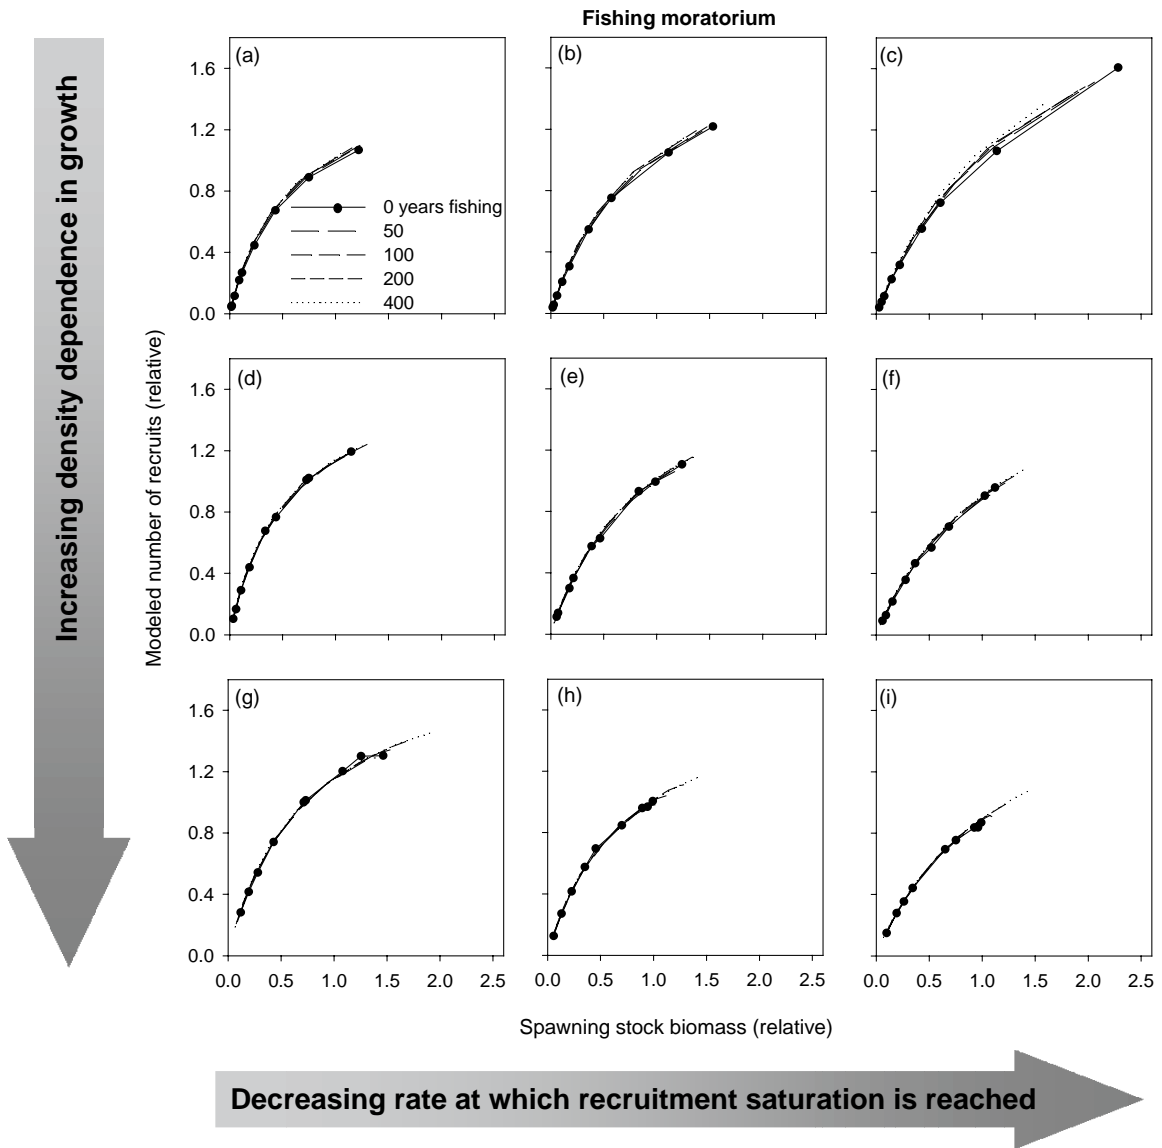 Fishing moratorium
Increasing density dependence in growth
Modeled number of recruits (relative)
(a)
(b)
(c)
1.6
1.2
0.8
0.4
0.0
0 years fishing
50
100
200
400
(d)
(e)
(f)
1.6
1.2
0.8
0.4
0.0
(g)
(h)
(i)
1.6
1.2
0.8
0.4
0.0
0.0 0.5 1.0 1.5 2.0 2.5
0.0 0.5 1.0 1.5 2.0 2.5
0.0 0.5 1.0 1.5 2.0 2.5
Spawning stock biomass (relative)
Decreasing rate at which recruitment saturation is reached